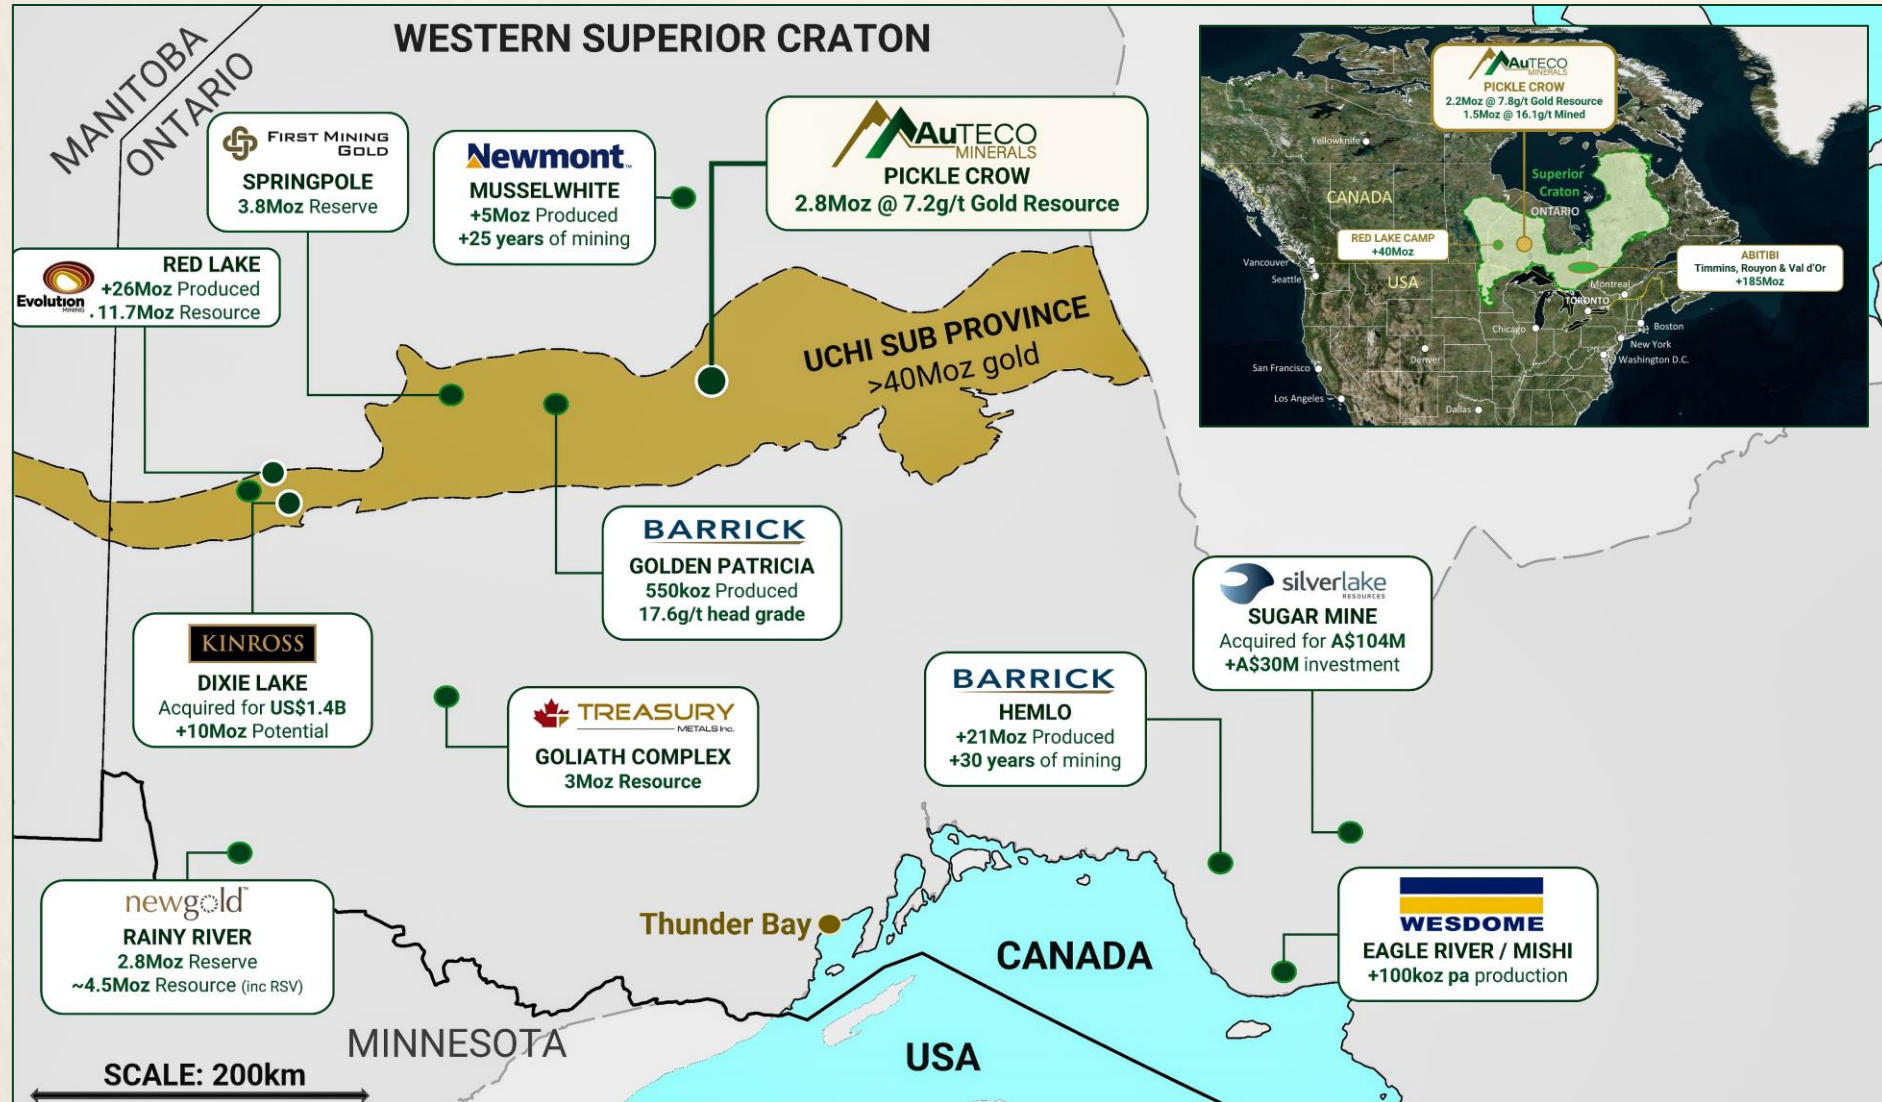 WESTERN SUPERIOR CRATON
MANITOBA
ONTARIO
FIRST MINING
GOLD
SPRINGPOLE
3.8Moz Reserve
Newmont™
MUSSELWHITE
+5Moz Produced
+25 years of mining
AuTECO
MINERALS
PICKLE CROW
2.8Moz @ 7.2g/t Gold Resource
Evolution
MINING
RED LAKE
+26Moz Produced
11.7Moz Resource
UCHI SUB PROVINCE
>40Moz gold
BARRICK
GOLDEN PATRICIA
550koz Produced
17.6g/t head grade
KINROSS
DIXIE LAKE
Acquired for US$1.4B
+10Moz Potential
TREASURY
METALS Inc.
GOLIATH COMPLEX
3Moz Resource
BARRICK
HEMLO
+21Moz Produced
+30 years of mining
silverlake
RESOURCES
SUGAR MINE
Acquired for A$104M
+A$30M investment
newgold™
RAINY RIVER
2.8Moz Reserve
~4.5Moz Resource (inc RSV)
WESDOME
EAGLE RIVER / MISHI
+100koz pa production
Thunder Bay
CANADA
USA
MINNESOTA
SCALE: 200km
AuTECO
MINERALS
PICKLE CROW
2.2Moz @ 7.8g/t Gold Resource
1.5Moz @ 16.1g/t Mined
Yellowknife
CANADA
Superior
Craton
ONTARIO
RED LAKE CAMP
+40Moz
ABITIBI
Timmins, Rouyon & Val d'Or
+185Moz
Vancouver
Seattle
USA
Montreal
TORONTO
Chicago
Boston
New York
Washington D.C.
Denver
San Francisco
Los Angeles
Dallas